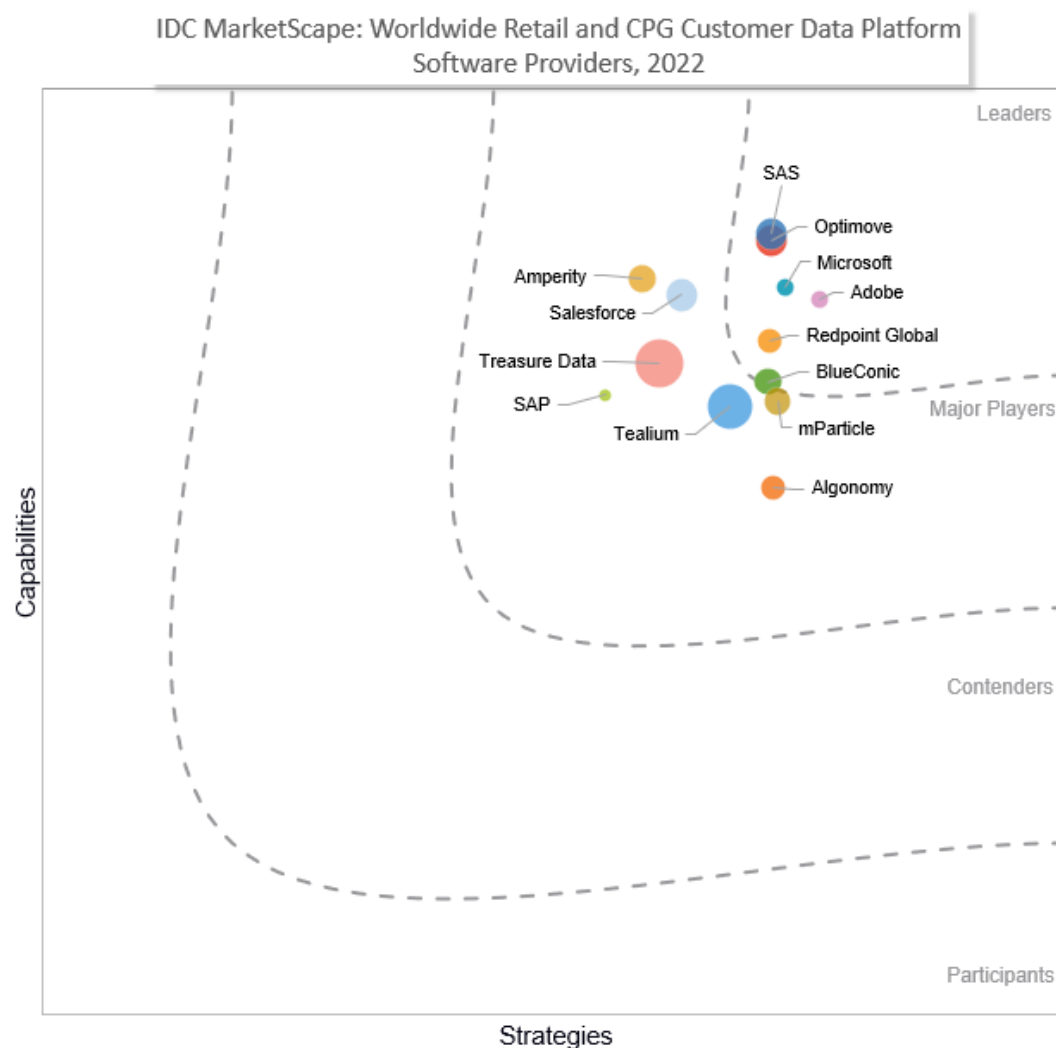 IDC MarketScape: Worldwide Retail and CPG Customer Data Platform
Software Providers, 2022
Leaders
SAS
Optimove
Microsoft
Amperity
Adobe
Salesforce
Redpoint Global
Treasure Data
BlueConic
SAP
Major Players
Tealium
mParticle
Algonomy
Capabilities
Contenders
Participants
Strategies